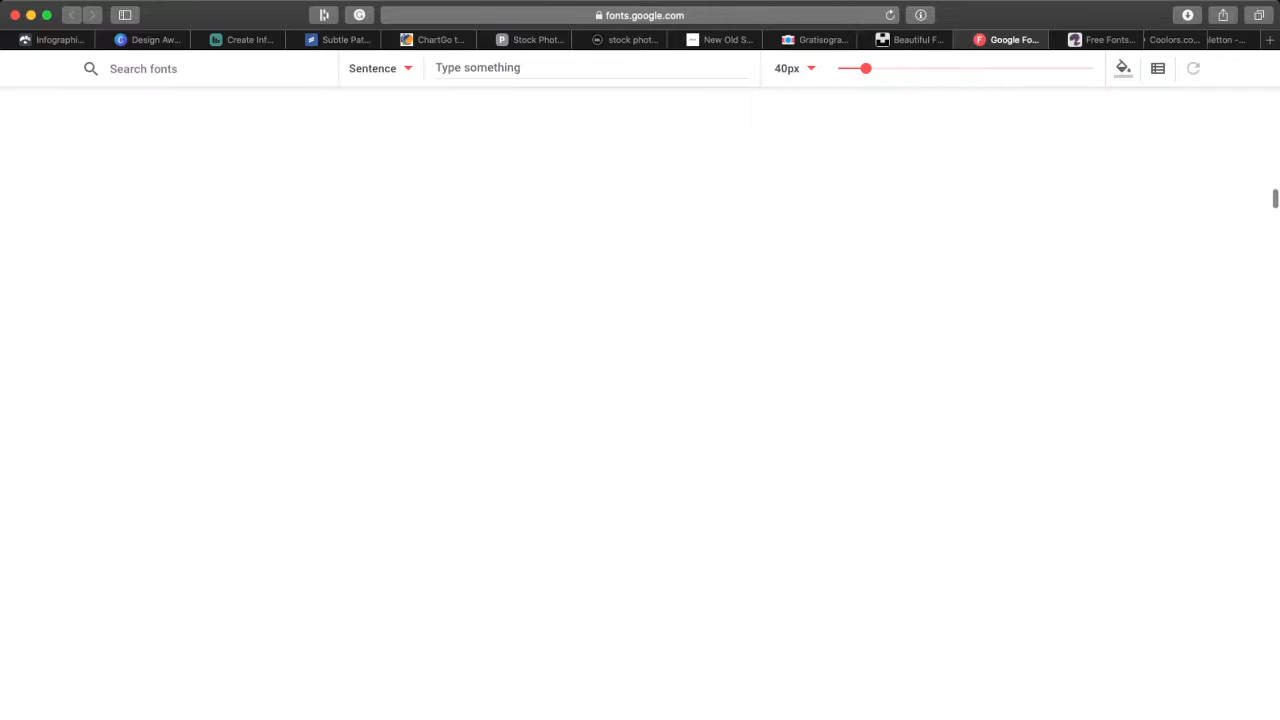 fonts.google.com
Infographi...
Design Aw...
Create Inf...
Subtle Pat...
ChartGo t...
Stock Phot...
stock phot...
New Old S...
Gratisogra...
Beautiful F...
Google Fo...
Free Fonts...
Coolors.co...
letton -...
Search fonts
Sentence
Type something
40px